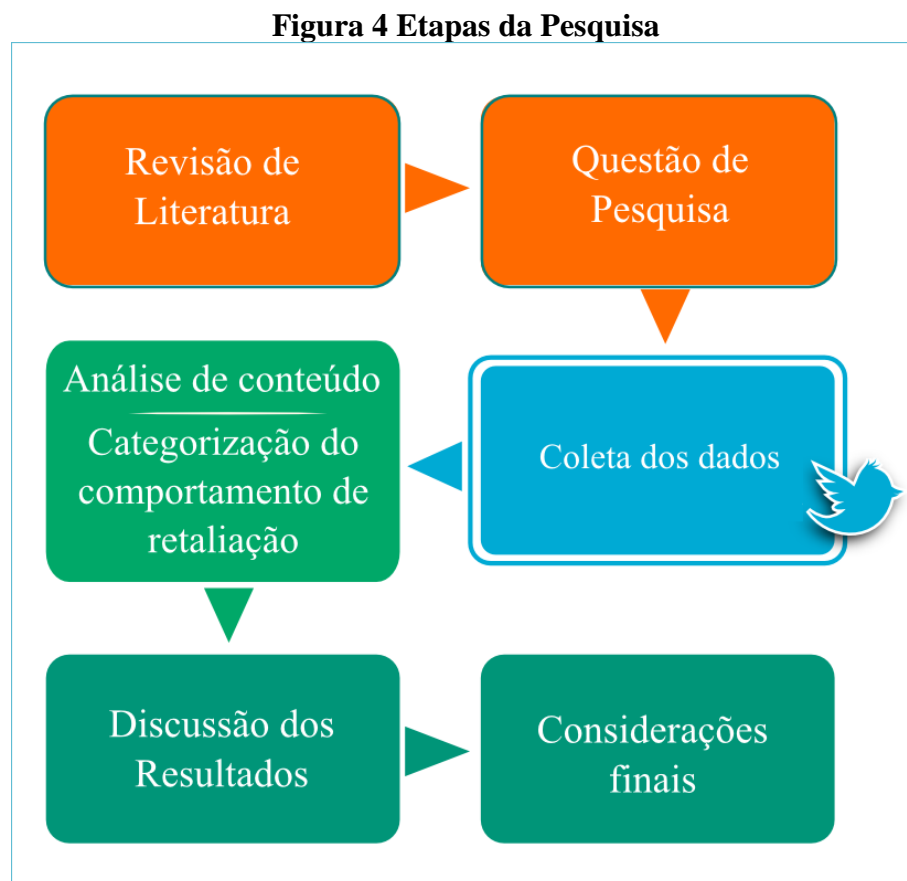 Figura 4 Etapas da Pesquisa
Revisão de
Literatura
Questão de
Pesquisa
Coleta dos dados
Análise de conteúdo
Categorização do
comportamento de
retaliação
Discussão dos
Resultados
Considerações
finais